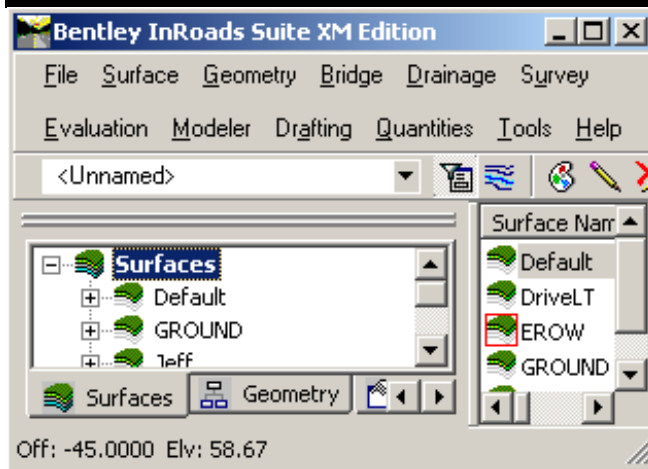 Bentley InRoads Suite XM Edition
File Surface Geometry Bridge Drainage Survey
Evaluation Modeler Drafting Quantities Tools Help
<Unnamed>
Surface Nam
Surfaces
Default
GROUND
Jeff
Default
DriveLT
EROW
GROUND
Surfaces Geometry
Off: -45.0000 Elv: 58.67